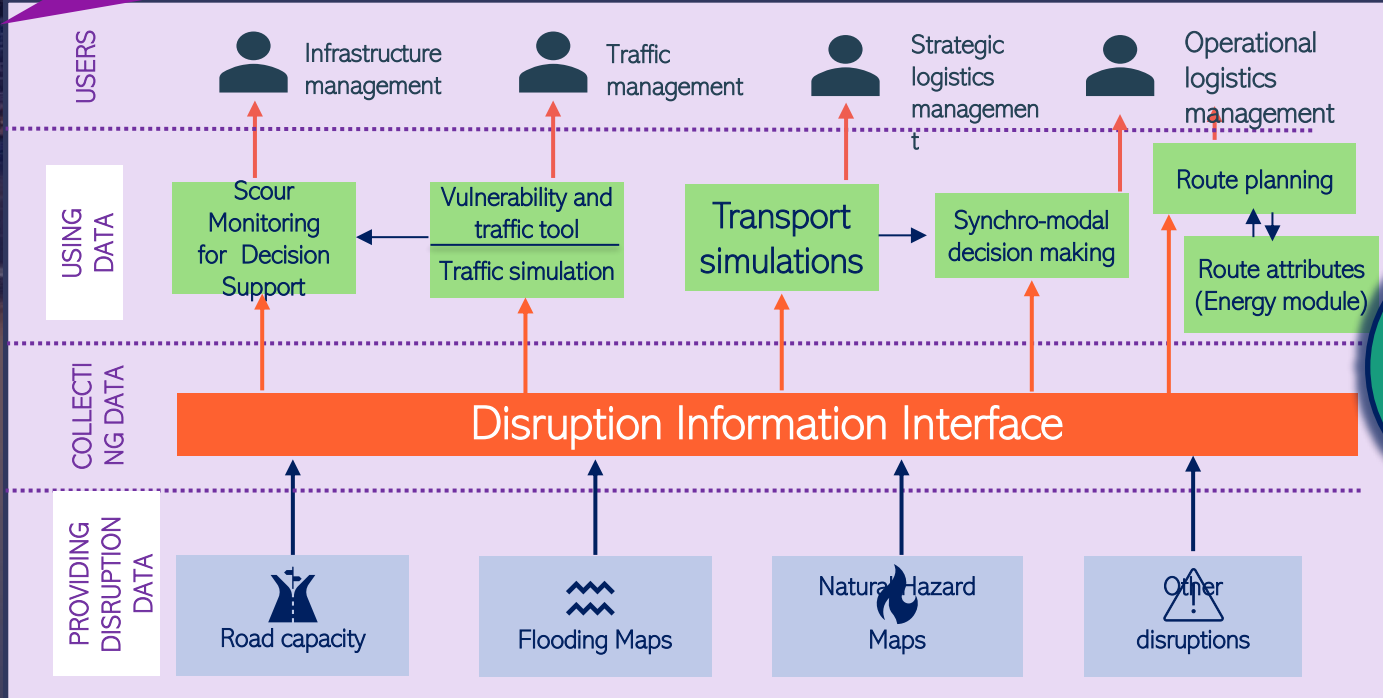 USERS
Infrastructure
management
Traffic
management
Strategic
logistics
managemen
t
Operational
logistics
management
USING
DATA
Scour
Monitoring
for Decision
Support
Vulnerability and
traffic tool
Traffic simulation
Transport
simulations
Synchro-modal
decision making
Route planning
Route attributes
(Energy module)
COLLECTI
NG DATA
Disruption Information Interface
PROVIDING
DISRUPTION
DATA
Road capacity
Flooding Maps
Natural Hazard
Maps
Other
disruptions